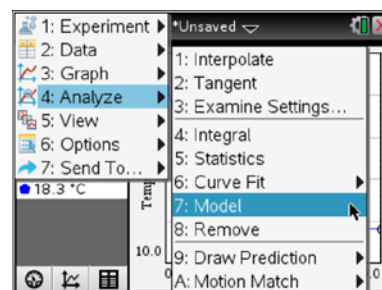 1: Experiment
2: Data
3: Graph
4: Analyze
5: View
6: Options
7: Send To...
*Unsaved
1: Interpolate
2: Tangent
3: Examine Settings...
4: Integral
5: Statistics
6: Curve Fit
7: Model
8: Remove
9: Draw Prediction
A: Motion Match
18.3 °C
Temp
10.0